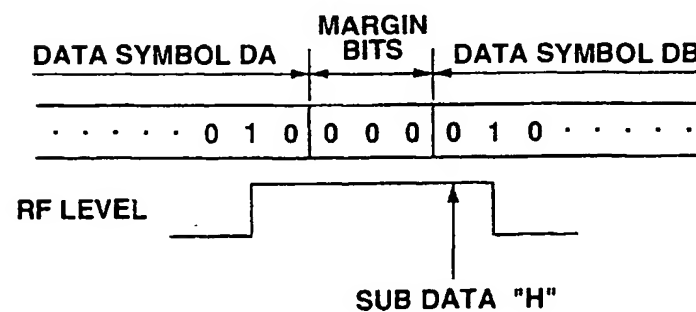 MARGIN
BITS
DATA SYMBOL DA
DATA SYMBOL DB
· · · · · 0 1 0 0 0 0 0 1 0 · · · · ·
RF LEVEL
SUB DATA "H"